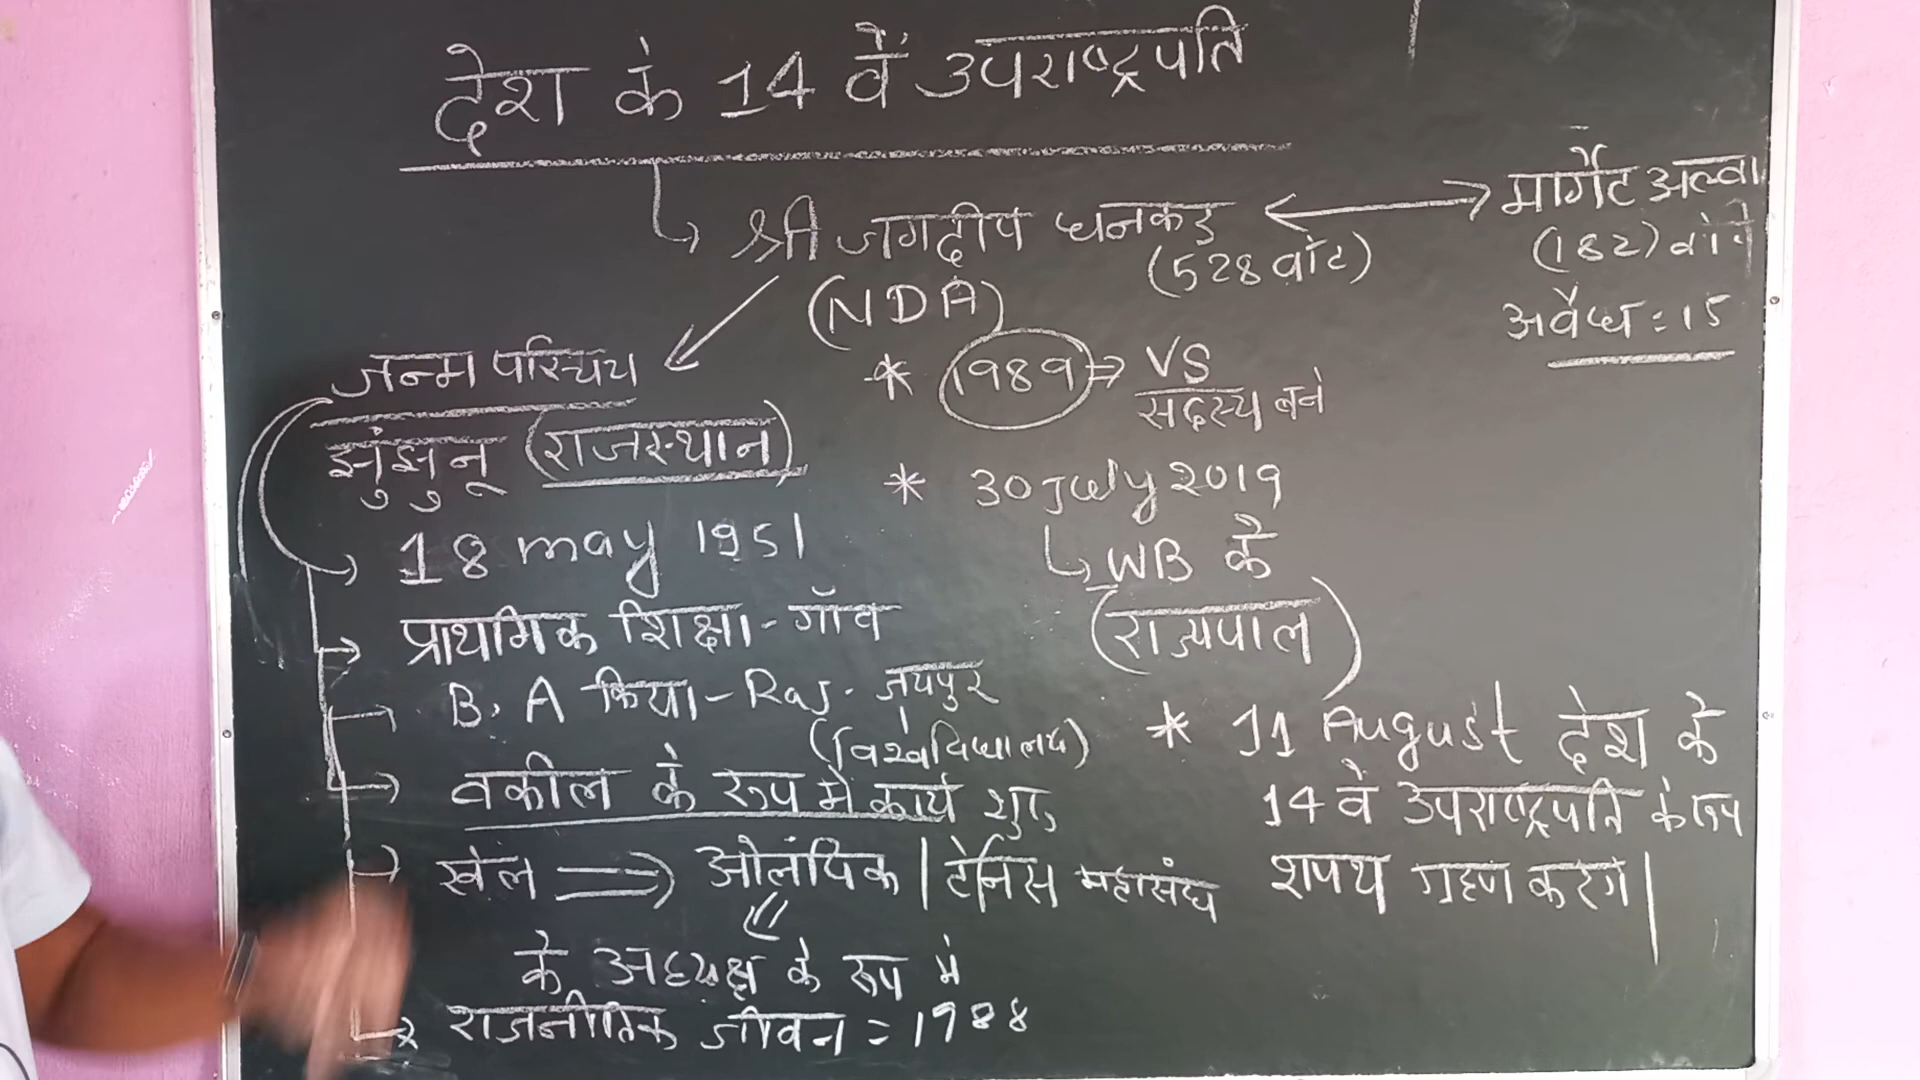 देश के 14 वें उपराष्ट्रपति
श्री जगदीप धनकड़ मार्गेट अल्वा
(528 वोट) (182)
(NDA) अवैध = 15
जन्म परिचय
झुंझुनू (राजस्थान)
18 may 1951
प्राथमिक शिक्षा - गाँव
B.A किया - Raj. जयपुर
(विश्वविद्यालय)
वकील के रूप मे कार्य शुरु
खेल ⇒ ओलंपिक | टेनिस महासंघ
के अध्यक्ष के रूप मे
राजनीतिक जीवन = 1988
* 1989 ⇒ VS
सदस्य बने
* 30 July 2019
WB के
(राज्यपाल)
* 11 August देश के
14 वें उपराष्ट्रपति के रूप
शपथ ग्रहण करेगे|